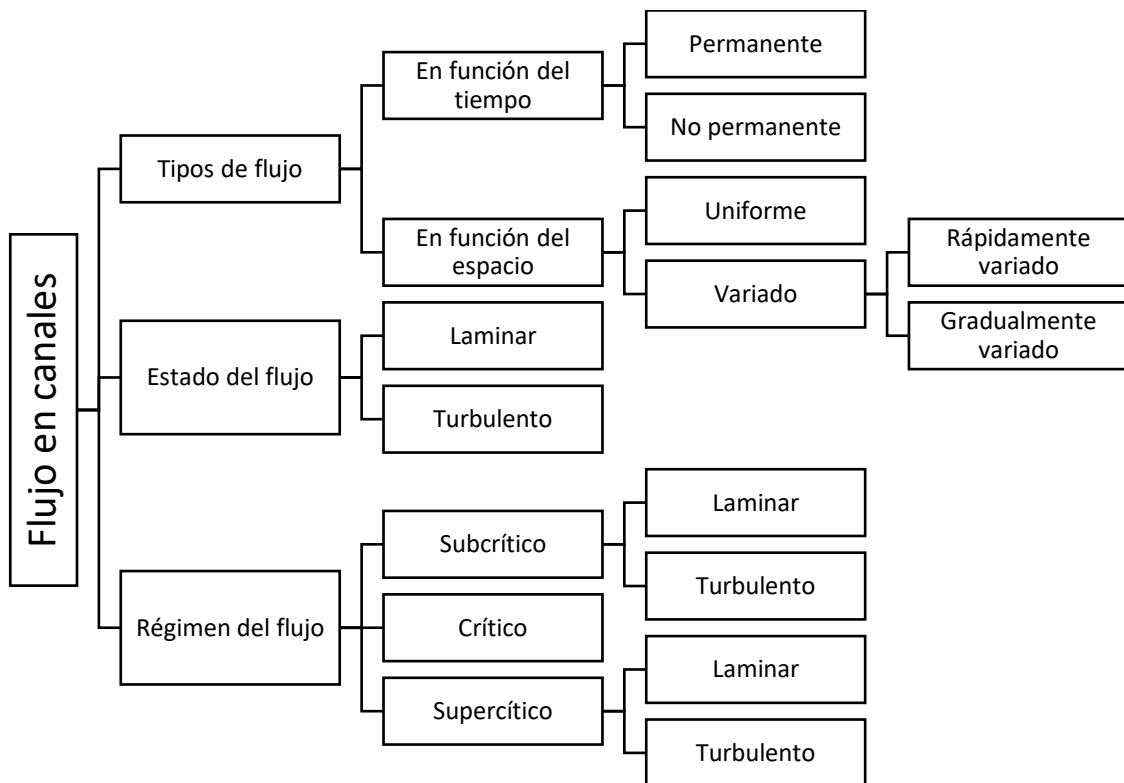 Flujo en canales
Tipos de flujo
En función del
tiempo
Permanente
No permanente
En función del
espacio
Uniforme
Variado
Rápidamente
variado
Gradualmente
variado
Estado del flujo
Laminar
Turbulento
Régimen del flujo
Subcrítico
Laminar
Turbulento
Crítico
Supercítico
Laminar
Turbulento